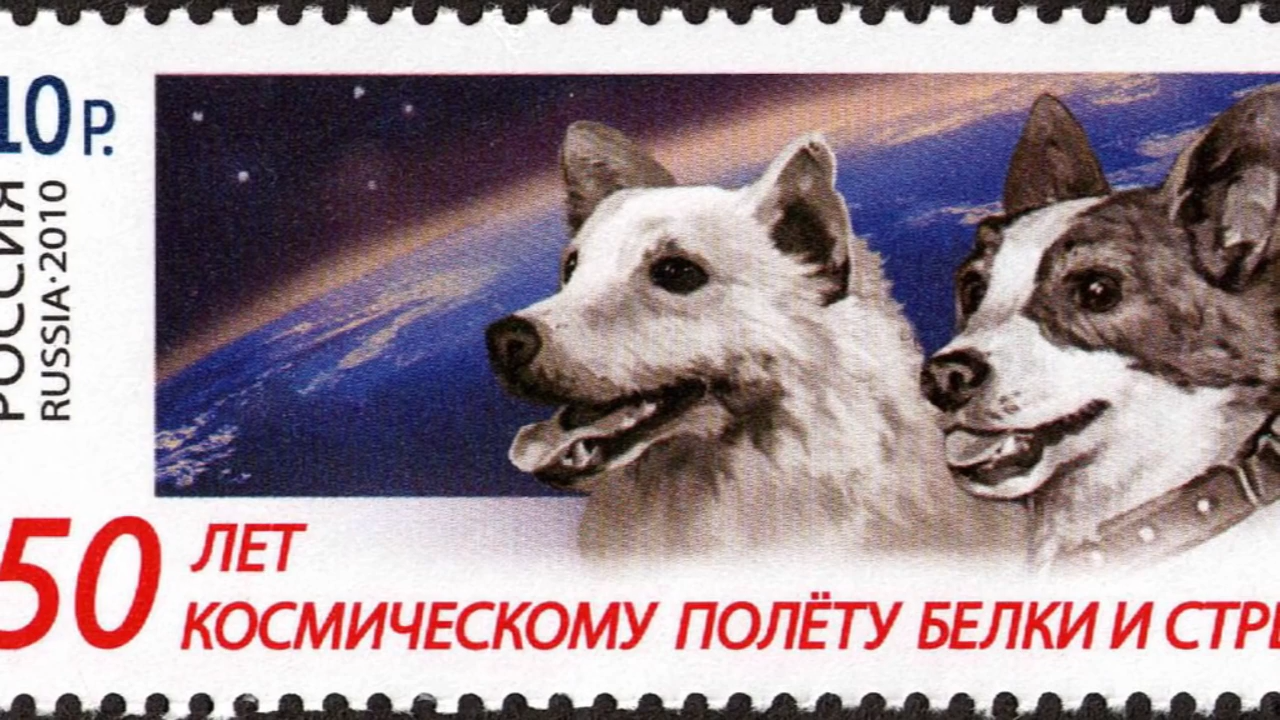 10 р.
РОССИЯ
RUSSIA·2010
50 ЛЕТ
КОСМИЧЕСКОМУ ПОЛЁТУ БЕЛКИ И